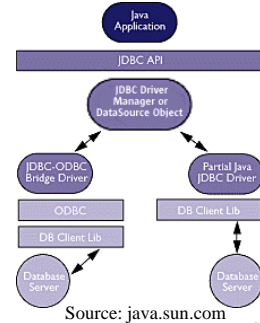 Java
Application
JDBC API
JDBC Driver
Manager or
DataSource Object
JDBC-ODBC
Bridge Driver
Partial Java
JDBC Driver
ODBC
DB Client Lib
DB Client Lib
Database
Server
Database
Server
Source: java.sun.com